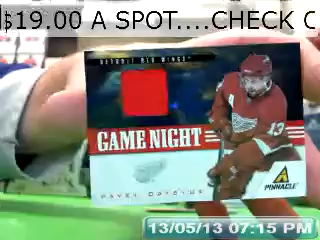 $19.00 A SPOT....CHECK O
DETROIT RED WINGS
GAME NIGHT
13
PAVEL DATSYUK
PINNACLE
13/05/13 07:15 PM